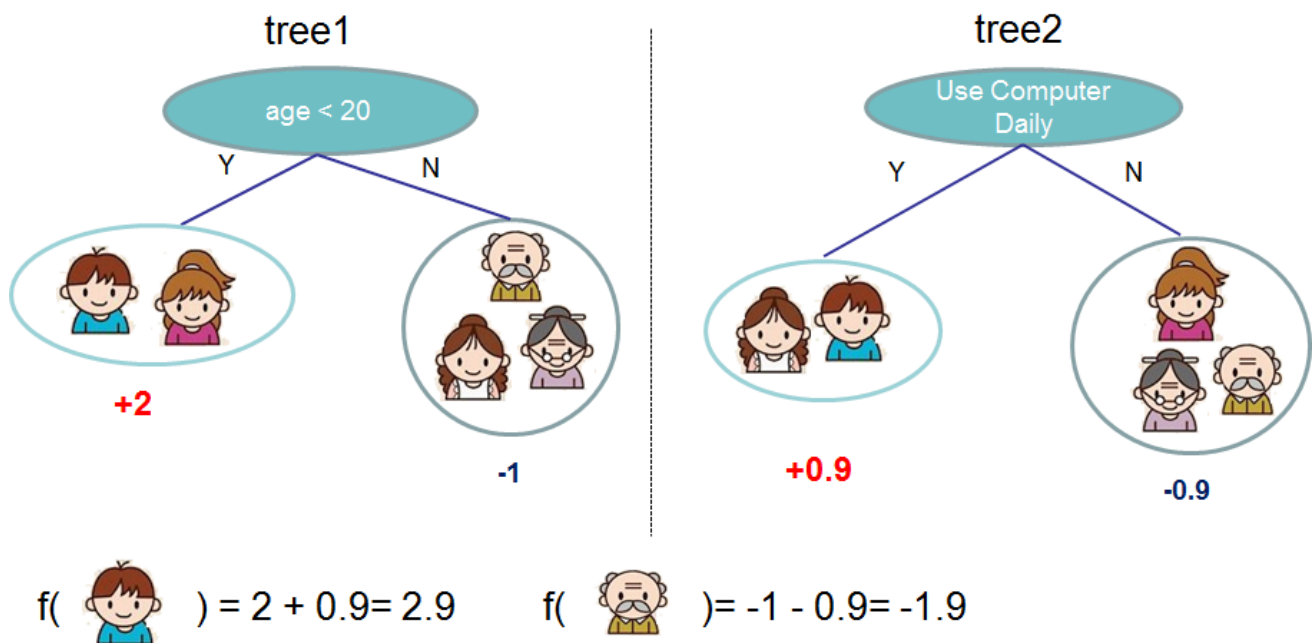 tree1
age < 20
Y
N
+2
-1
tree2
Use Computer
Daily
Y
N
+0.9
-0.9
f( ) = 2 + 0.9= 2.9
f( )= -1 - 0.9= -1.9